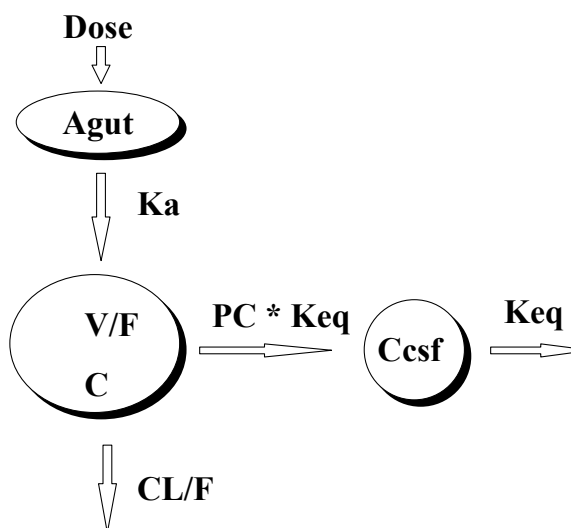 Dose
Agut
Ka
V/F
PC * Keq
Keq
Ccsf
C
CL/F